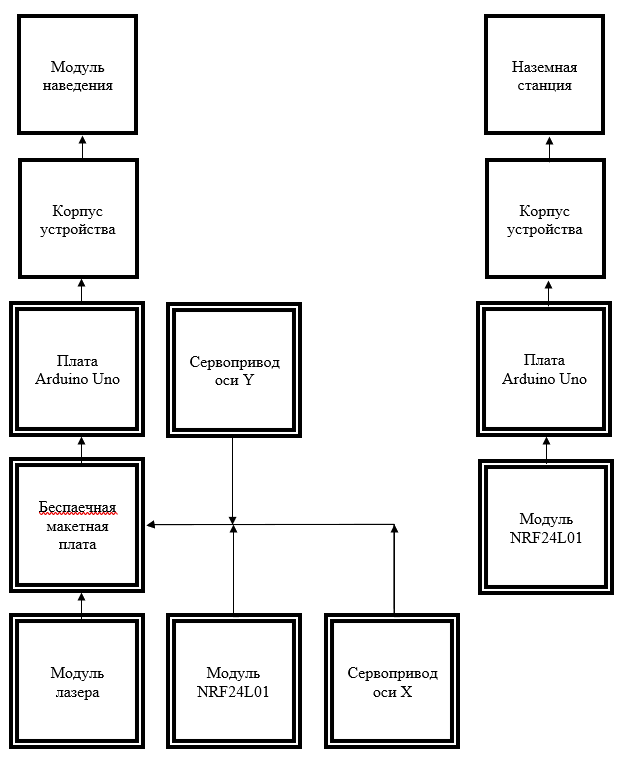 Модуль
наведения
Наземная
станция
Корпус
устройства
Корпус
устройства
Плата
Arduino Uno
Сервопривод
оси Y
Плата
Arduino Uno
Беспаечная
макетная
плата
Модуль
NRF24L01
Модуль
лазера
Модуль
NRF24L01
Сервопривод
оси X